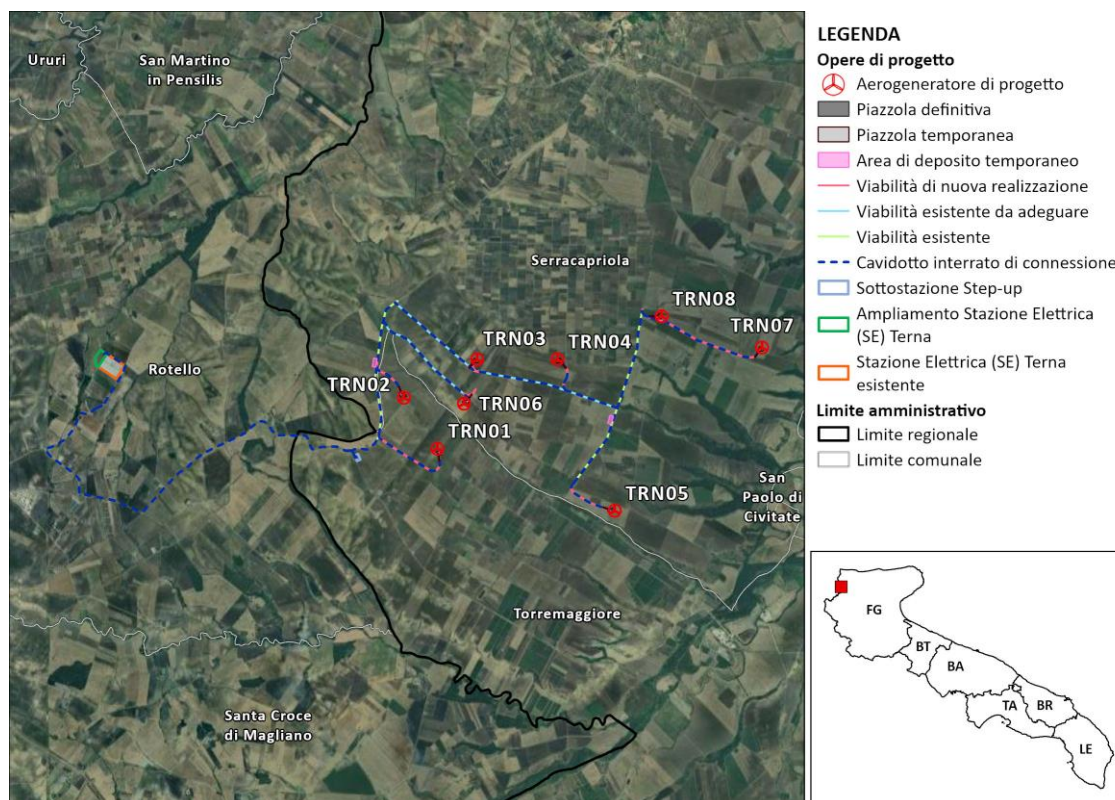 Ururi
San Martino
in Pensilis
Serracapriola
TRN08
TRN07
TRN03
TRN04
Rotello
TRN02
TRN06
TRN01
San
Paolo di
Civitate
TRN05
Torremaggiore
Santa Croce
di Magliano
LEGENDA
Opere di progetto
Aerogeneratore di progetto
Piazzola definitiva
Piazzola temporanea
Area di deposito temporaneo
Viabilità di nuova realizzazione
Viabilità esistente da adeguare
Viabilità esistente
Cavidotto interrato di connessione
Sottostazione Step-up
Ampliamento Stazione Elettrica
(SE) Terna
Stazione Elettrica (SE) Terna
esistente
Limite amministrativo
Limite regionale
Limite comunale
FG
BT
BA
TA
BR
LE